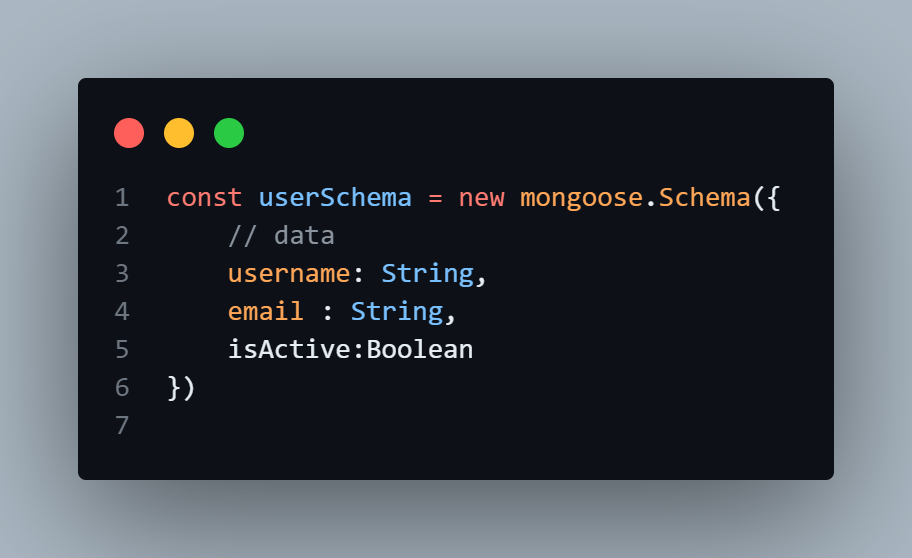 1 const userSchema = new mongoose.Schema({
2     // data
3     username: String,
4     email : String,
5     isActive:Boolean
6 })
7